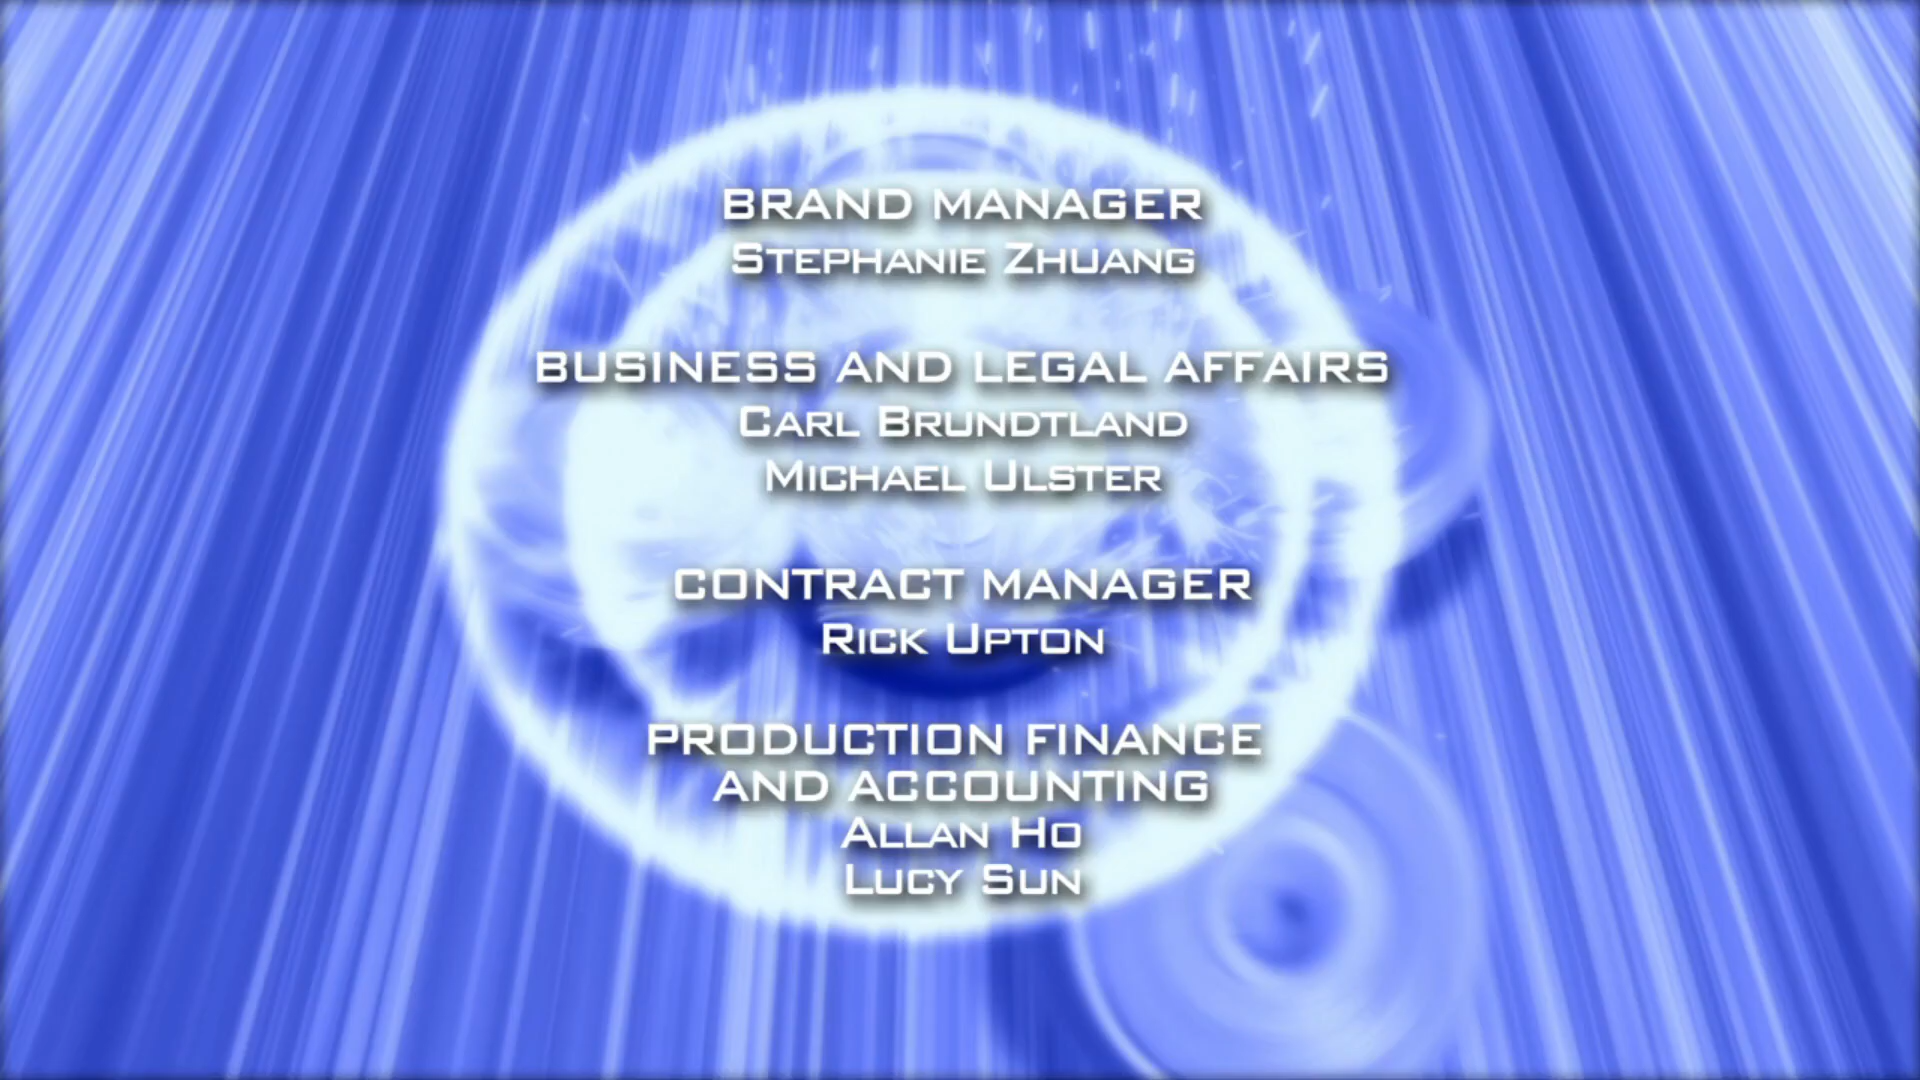 BRAND MANAGER
STEPHANIE ZHUANG
BUSINESS AND LEGAL AFFAIRS
CARL BRUNDTLAND
MICHAEL ULSTER
CONTRACT MANAGER
RICK UPTON
PRODUCTION FINANCE
AND ACCOUNTING
ALLAN HO
LUCY SUN